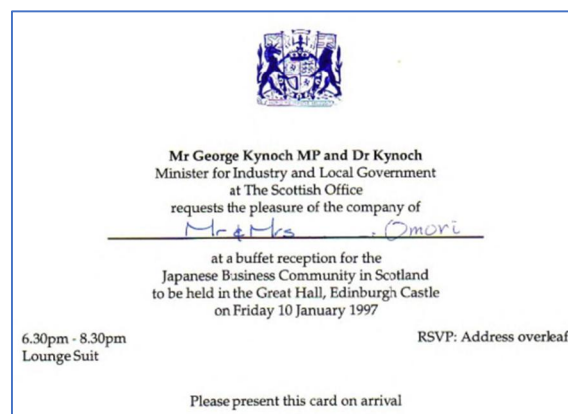 Mr George Kynoch MP and Dr Kynoch
Minister for Industry and Local Government
at The Scottish Office
requests the pleasure of the company of
Mr & Mrs Omori
at a buffet reception for the
Japanese Business Community in Scotland
to be held in the Great Hall, Edinburgh Castle
on Friday 10 January 1997
6.30pm - 8.30pm
RSVP: Address overleaf
Lounge Suit
Please present this card on arrival